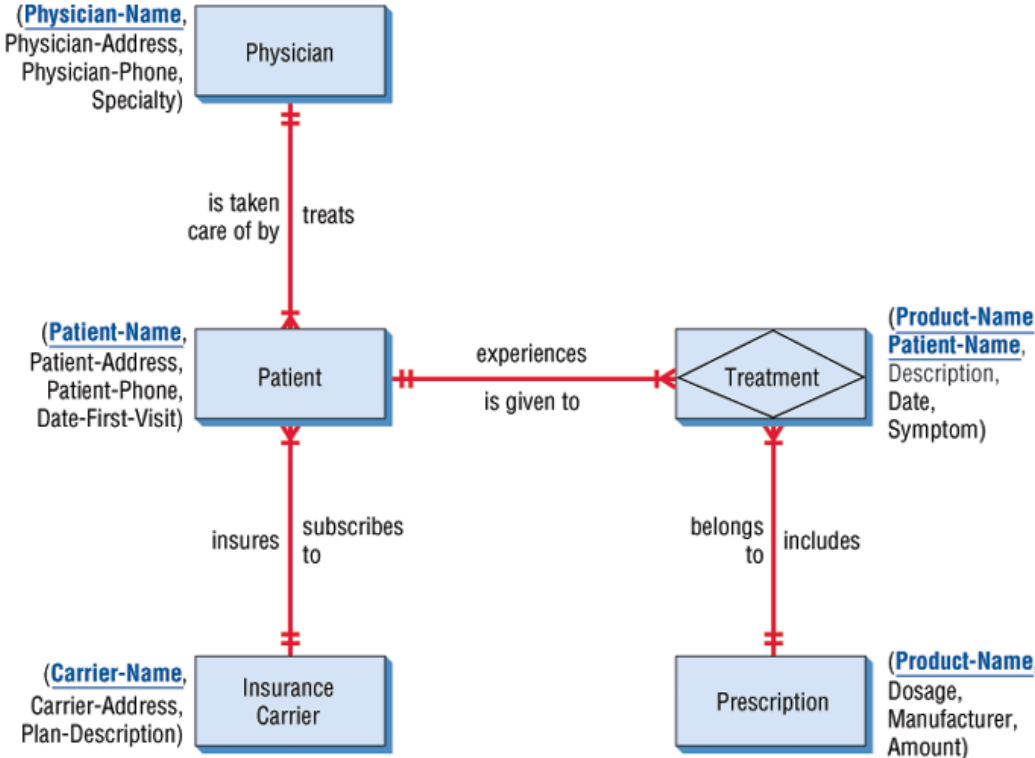 (Physician-Name,
Physician-Address,
Physician-Phone,
Specialty)
Physician
is taken
care of by
treats
(Patient-Name,
Patient-Address,
Patient-Phone,
Date-First-Visit)
Patient
experiences
is given to
Treatment
(Product-Name
Patient-Name,
Description,
Date,
Symptom)
insures
subscribes
to
belongs
to
includes
(Carrier-Name,
Carrier-Address,
Plan-Description)
Insurance
Carrier
Prescription
(Product-Name,
Dosage,
Manufacturer,
Amount)